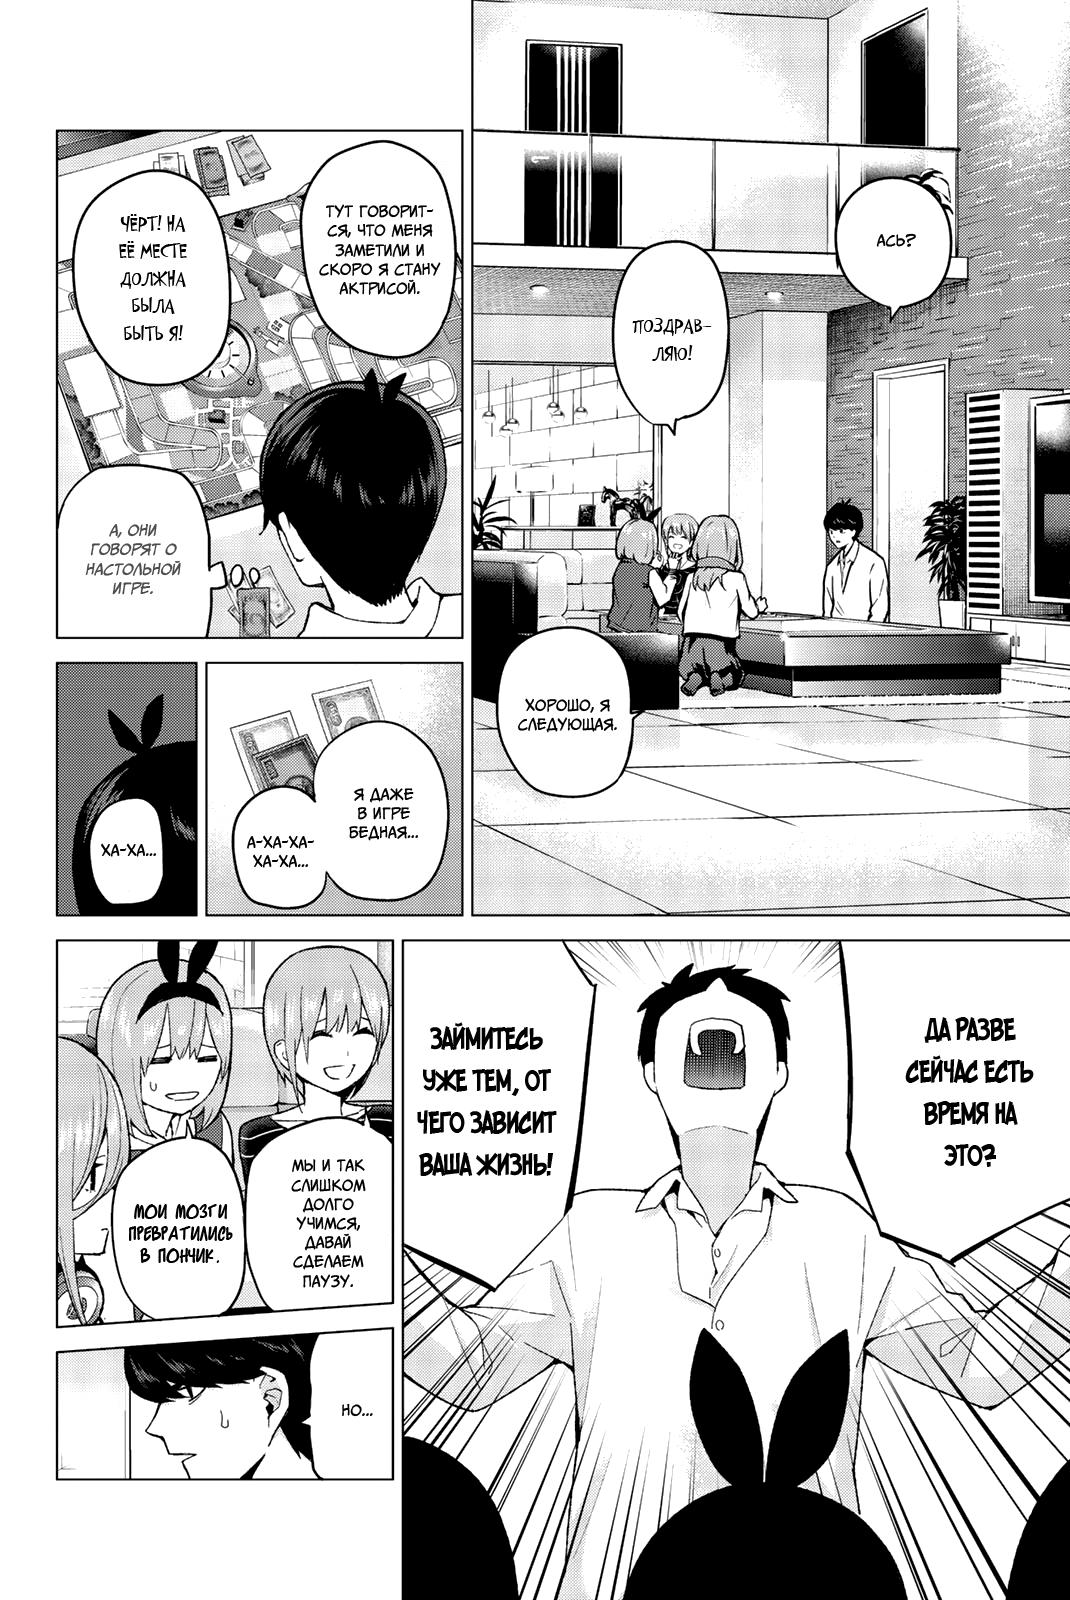 АСЬ?
ПОЗДРАВ-
ЛЯЮ!
ХОРОШО, Я
СЛЕДУЮЩАЯ.
ТУТ ГОВОРИТ-
СЯ, ЧТО МЕНЯ
ЗАМЕТИЛИ И
СКОРО Я СТАНУ
АКТРИСОЙ.
ЧЁРТ! НА
ЕЁ МЕСТЕ
ДОЛЖНА
БЫЛА
БЫТЬ Я!
А, ОНИ
ГОВОРЯТ О
НАСТОЛЬНОЙ
ИГРЕ.
Я ДАЖЕ
В ИГРЕ
БЕДНАЯ...
А-ХА-ХА-
ХА-ХА...
ХА-ХА...
ДА РАЗВЕ
СЕЙЧАС ЕСТЬ
ВРЕМЯ НА
ЭТО?
ЗАЙМИТЕСЬ
УЖЕ ТЕМ, ОТ
ЧЕГО ЗАВИСИТ
ВАША ЖИЗНЬ!
МЫ И ТАК
СЛИШКОМ
ДОЛГО
УЧИМСЯ,
ДАВАЙ
СДЕЛАЕМ
ПАУЗУ.
МОИ МОЗГИ
ПРЕВРАТИЛИСЬ
В ПОНЧИК.
НО...